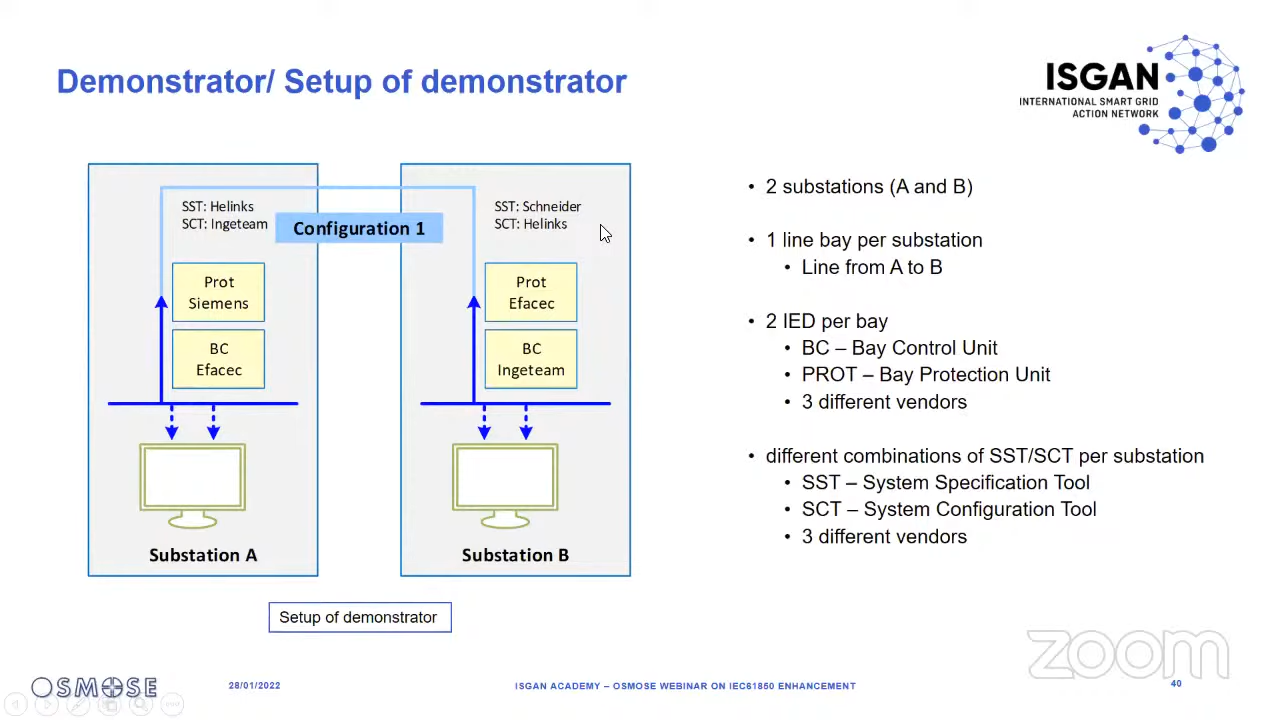 Demonstrator/ Setup of demonstrator
ISGAN
INTERNATIONAL SMART GRID
ACTION NETWORK
SST: Helinks
SCT: Ingeteam
Configuration 1
SST: Schneider
SCT: Helinks
Prot
Siemens
BC
Efacec
Prot
Efacec
BC
Ingeteam
Substation A
Substation B
Setup of demonstrator
• 2 substations (A and B)
• 1 line bay per substation
• Line from A to B
• 2 IED per bay
• BC – Bay Control Unit
• PROT – Bay Protection Unit
• 3 different vendors
• different combinations of SST/SCT per substation
• SST – System Specification Tool
• SCT – System Configuration Tool
• 3 different vendors
zoom
OSMOSE
28/01/2022
ISGAN ACADEMY – OSMOSE WEBINAR ON IEC61850 ENHANCEMENT
40